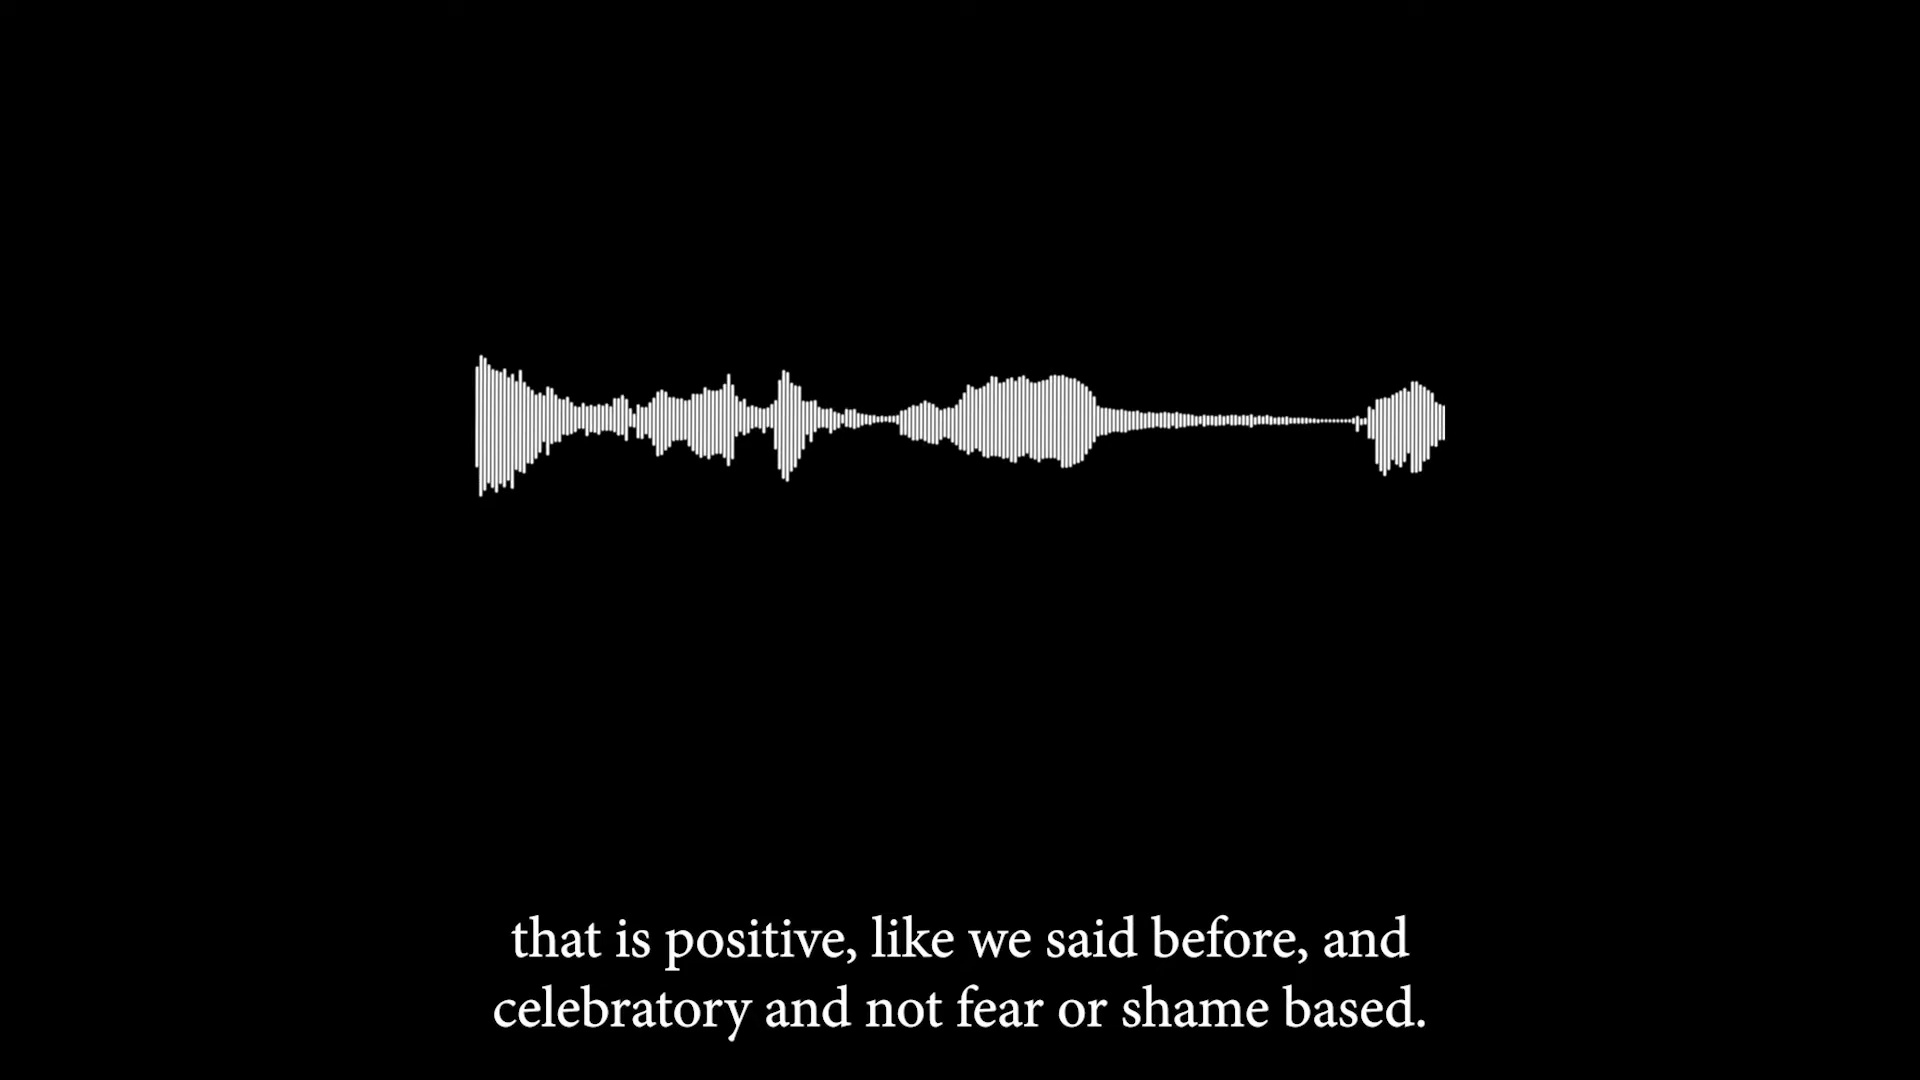 that is positive, like we said before, and
celebratory and not fear or shame based.